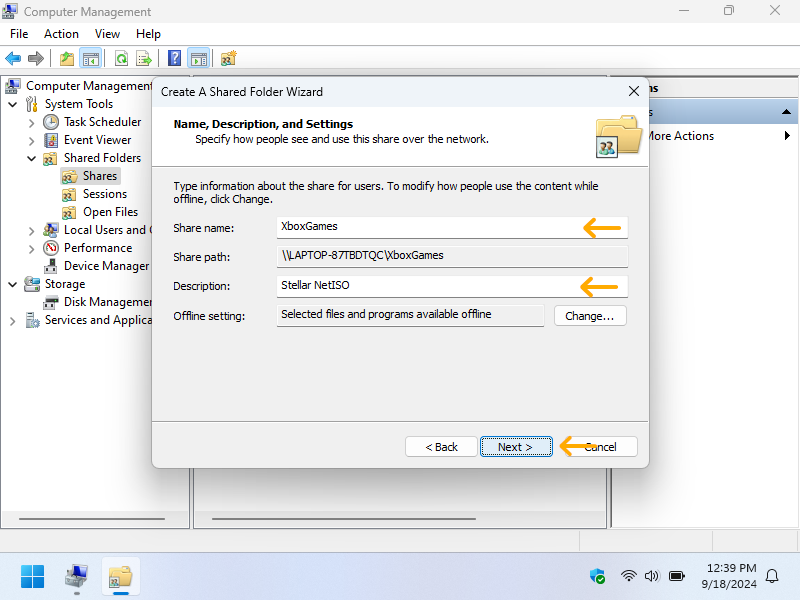 Computer Management
File Action View Help
Computer Management
System Tools
Task Scheduler
Event Viewer
Shared Folders
Shares
Sessions
Open Files
Local Users and
Performance
Device Manager
Storage
Disk Management
Services and Applica
Create A Shared Folder Wizard
Name, Description, and Settings
Specify how people see and use this share over the network.
Type information about the share for users. To modify how people use the content while
offline, click Change.
Share name: XboxGames
Share path: \\LAPTOP-87TBDTQC\XboxGames
Description: Stellar NetISO
Offline setting: Selected files and programs available offline Change...
< Back Next > Cancel
ns
s
More Actions
12:39 PM
9/18/2024